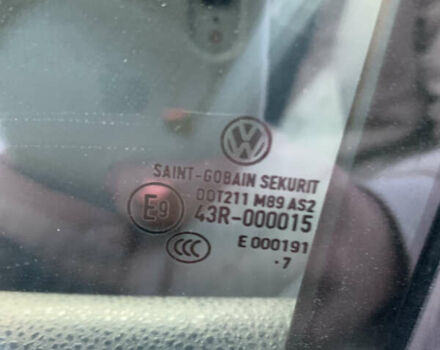 VW
SAINT-GOBAIN SEKURIT
DOT211 M89 AS2
E9 43R-000015
CCC E 000191
·7